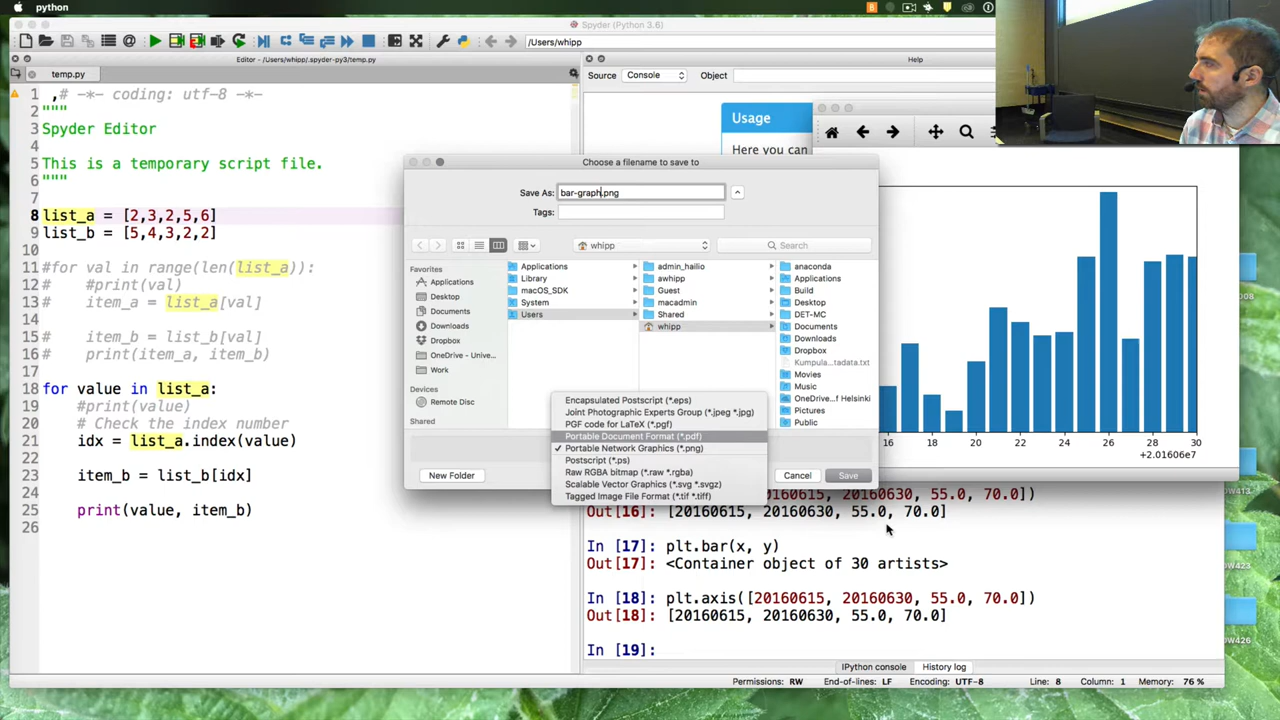 python
Spyder (Python 3.6)
/Users/whipp
Editor - /Users/whipp/.spyder-py3/temp.py
Help
temp.py
Source Console Object
1 ,# -*- coding: utf-8 -*-
2 """
3 Spyder Editor
4
5 This is a temporary script file.
6 """
7
8 list_a = [2,3,2,5,6]
9 list_b = [5,4,3,2,2]
10
11 #for val in range(len(list_a)):
12 #    #print(val)
13 #    item_a = list_a[val]
14
15 #    item_b = list_b[val]
16 #    print(item_a, item_b)
17
18 for value in list_a:
19     #print(value)
20     # Check the index number
21     idx = list_a.index(value)
22
23     item_b = list_b[idx]
24
25     print(value, item_b)
26
Usage
Here you can
Choose a filename to save to
Save As: bar-graph.png
Tags:
whipp
Search
Favorites
Applications
Desktop
Documents
Downloads
Dropbox
OneDrive - Unive...
Work
Devices
Remote Disc
Shared
Applications
Library
macOS_SDK
System
Users
admin_hailio
awhipp
Guest
macadmin
Shared
whipp
anaconda
Applications
Build
Desktop
DET-MC
Documents
Downloads
Dropbox
Kumpula...tadata.txt
Movies
Music
OneDrive...f Helsinki
Pictures
Public
Encapsulated Postscript (*.eps)
Joint Photographic Experts Group (*.jpeg *.jpg)
PGF code for LaTeX (*.pgf)
Portable Document Format (*.pdf)
✓ Portable Network Graphics (*.png)
Postscript (*.ps)
Raw RGBA bitmap (*.raw *.rgba)
Scalable Vector Graphics (*.svg *.svgz)
Tagged Image File Format (*.tif *.tiff)
New Folder
Cancel
Save
16 18 20 22 24 26 28 30
+2.01606e7
20160615, 20160630, 55.0, 70.0])
Out[16]: [20160615, 20160630, 55.0, 70.0]
In [17]: plt.bar(x, y)
Out[17]: <Container object of 30 artists>
In [18]: plt.axis([20160615, 20160630, 55.0, 70.0])
Out[18]: [20160615, 20160630, 55.0, 70.0]
In [19]:
IPython console History log
Permissions: RW End-of-lines: LF Encoding: UTF-8 Line: 8 Column: 1 Memory: 76 %